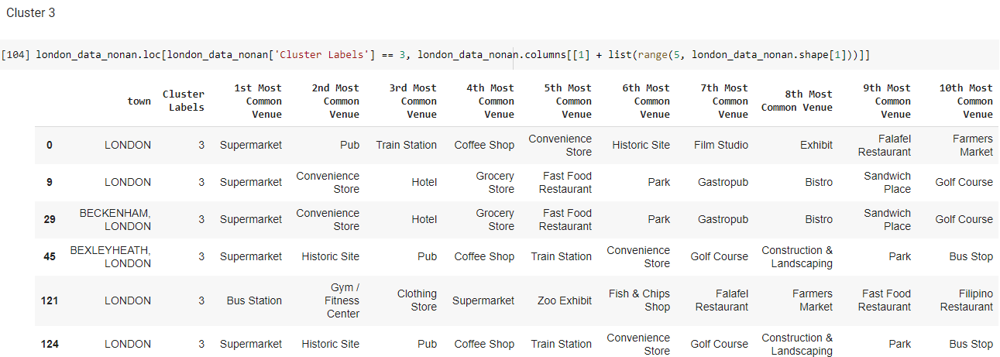 Cluster 3
[104] london_data_nonan.loc[london_data_nonan['Cluster Labels'] == 3, london_data_nonan.columns[[1] + list(range(5, london_data_nonan.shape[1]))]]
town Cluster Labels 1st Most Common Venue 2nd Most Common Venue 3rd Most Common Venue 4th Most Common Venue 5th Most Common Venue 6th Most Common Venue 7th Most Common Venue 8th Most Common Venue 9th Most Common Venue 10th Most Common Venue
0 LONDON 3 Supermarket Pub Train Station Coffee Shop Convenience Store Historic Site Film Studio Exhibit Falafel Restaurant Farmers Market
9 LONDON 3 Supermarket Convenience Store Hotel Grocery Store Fast Food Restaurant Park Gastropub Bistro Sandwich Place Golf Course
29 BECKENHAM, LONDON 3 Supermarket Convenience Store Hotel Grocery Store Fast Food Restaurant Park Gastropub Bistro Sandwich Place Golf Course
45 BEXLEYHEATH, LONDON 3 Supermarket Historic Site Pub Coffee Shop Train Station Convenience Store Golf Course Construction & Landscaping Park Bus Stop
121 LONDON 3 Bus Station Gym / Fitness Center Clothing Store Supermarket Zoo Exhibit Fish & Chips Shop Falafel Restaurant Farmers Market Fast Food Restaurant Filipino Restaurant
124 LONDON 3 Supermarket Historic Site Pub Coffee Shop Train Station Convenience Store Golf Course Construction & Landscaping Park Bus Stop